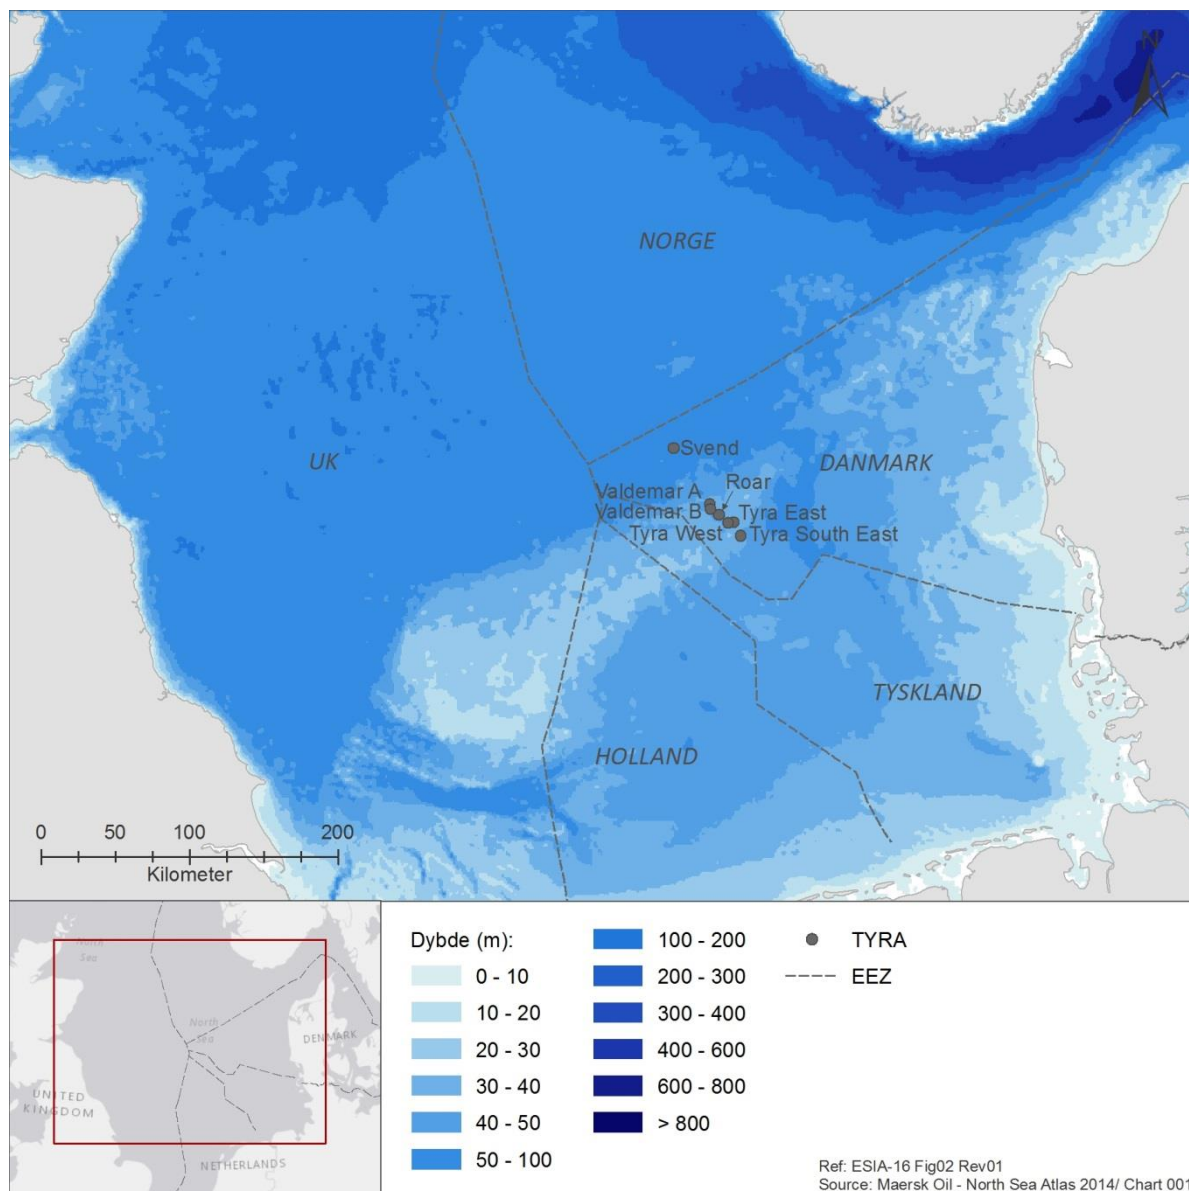 N
NORGE
UK
Svend
DANMARK
Valdemar A
Roar
Valdemar B
Tyra East
Tyra West
Tyra South East
TYSKLAND
HOLLAND
0 50 100 200
Kilometer
North
Sea
North
Sea
DENMARK
UNITED
KINGDOM
NETHERLANDS
Dybde (m):
0 - 10
10 - 20
20 - 30
30 - 40
40 - 50
50 - 100
100 - 200
200 - 300
300 - 400
400 - 600
600 - 800
> 800
TYRA
EEZ
Ref: ESIA-16 Fig02 Rev01
Source: Maersk Oil - North Sea Atlas 2014/ Chart 001